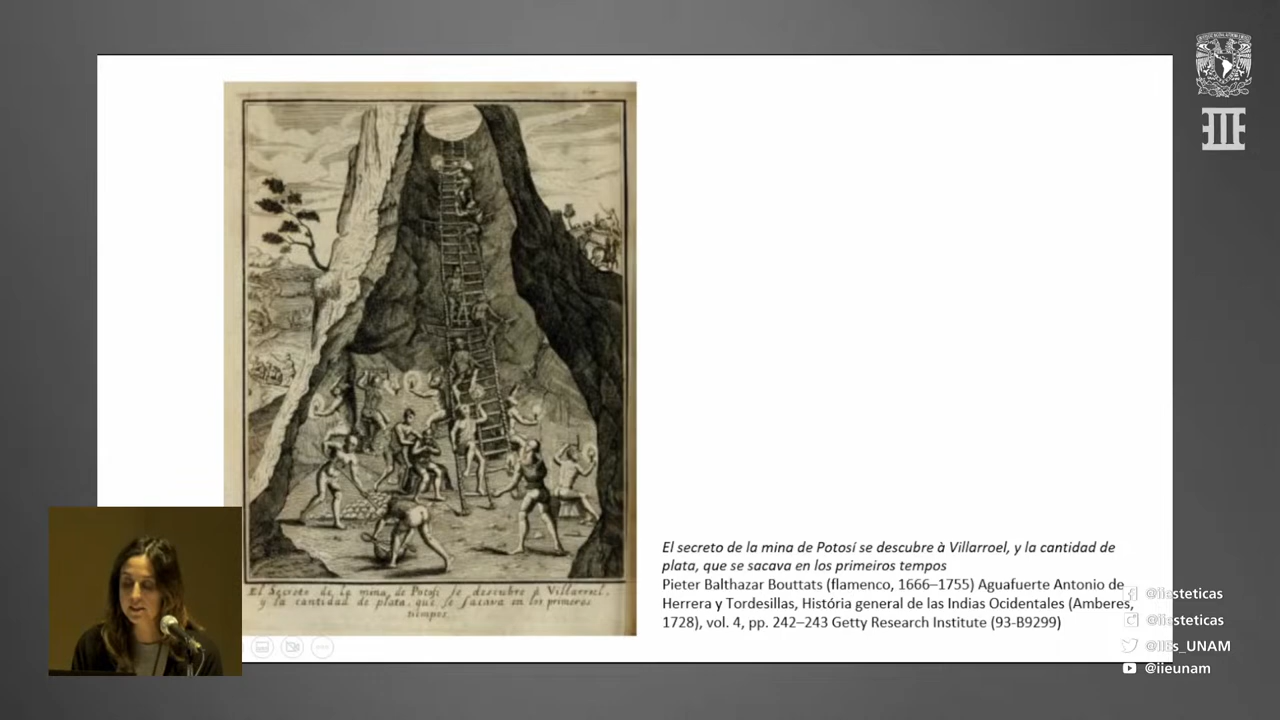 El Secreto de la mina, de Potosi se descubre à Villarroel,
y la cantidad de plata, que se sacava en los primeros
tiempos.
El secreto de la mina de Potosí se descubre à Villarroel, y la cantidad de
plata, que se sacava en los primeros tempos
Pieter Balthazar Bouttats (flamenco, 1666–1755) Aguafuerte Antonio de
Herrera y Tordesillas, História general de las Indias Ocidentales (Amberes,
1728), vol. 4, pp. 242–243 Getty Research Institute (93-B9299)
@iiesteticas
@iiesteticas
@IIEs_UNAM
@iieunam